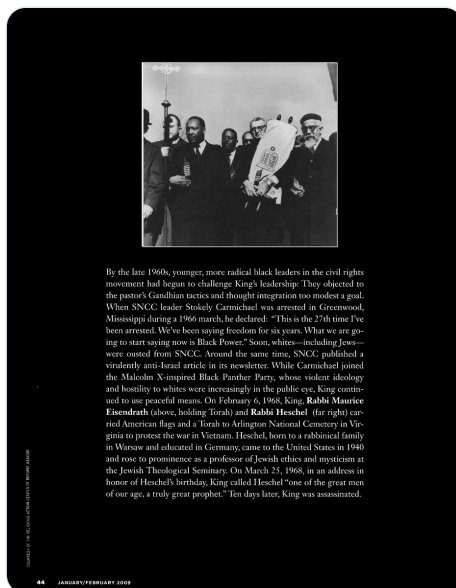 By the late 1960s, younger, more radical black leaders in the civil rights
movement had begun to challenge King's leadership: They objected to
the pastor's Gandhian tactics and thought integration too modest a goal.
When SNCC leader Stokely Carmichael was arrested in Greenwood,
Mississippi during a 1966 march, he declared: "This is the 27th time I've
been arrested. We've been saying freedom for six years. What we are go-
ing to start saying now is Black Power." Soon, whites—including Jews—
were ousted from SNCC. Around the same time, SNCC published a
virulently anti-Israel article in its newsletter. While Carmichael joined
the Malcolm X-inspired Black Panther Party, whose violent ideology
and hostility to whites were increasingly in the public eye, King contin-
ued to use peaceful means. On February 6, 1968, King, Rabbi Maurice
Eisendrath (above, holding Torah) and Rabbi Heschel (far right) car-
ried American flags and a Torah to Arlington National Cemetery in Vir-
ginia to protest the war in Vietnam. Heschel, born to a rabbinical family
in Warsaw and educated in Germany, came to the United States in 1940
and rose to prominence as a professor of Jewish ethics and mysticism at
the Jewish Theological Seminary. On March 25, 1968, in an address in
honor of Heschel's birthday, King called Heschel "one of the great men
of our age, a truly great prophet." Ten days later, King was assassinated.
COURTESY OF THE RELIGIOUS ACTION CENTER OF REFORM JUDAISM
44 JANUARY/FEBRUARY 2009